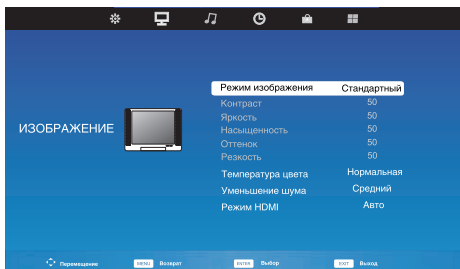 ИЗОБРАЖЕНИЕ
Режим изображения Стандартный
Контраст 50
Яркость 50
Насыщенность 50
Оттенок 50
Резкость 50
Температура цвета Нормальная
Уменьшение шума Средний
Режим HDMI Авто
Перемещение MENU Возврат ENTER Выбор EXIT Выход